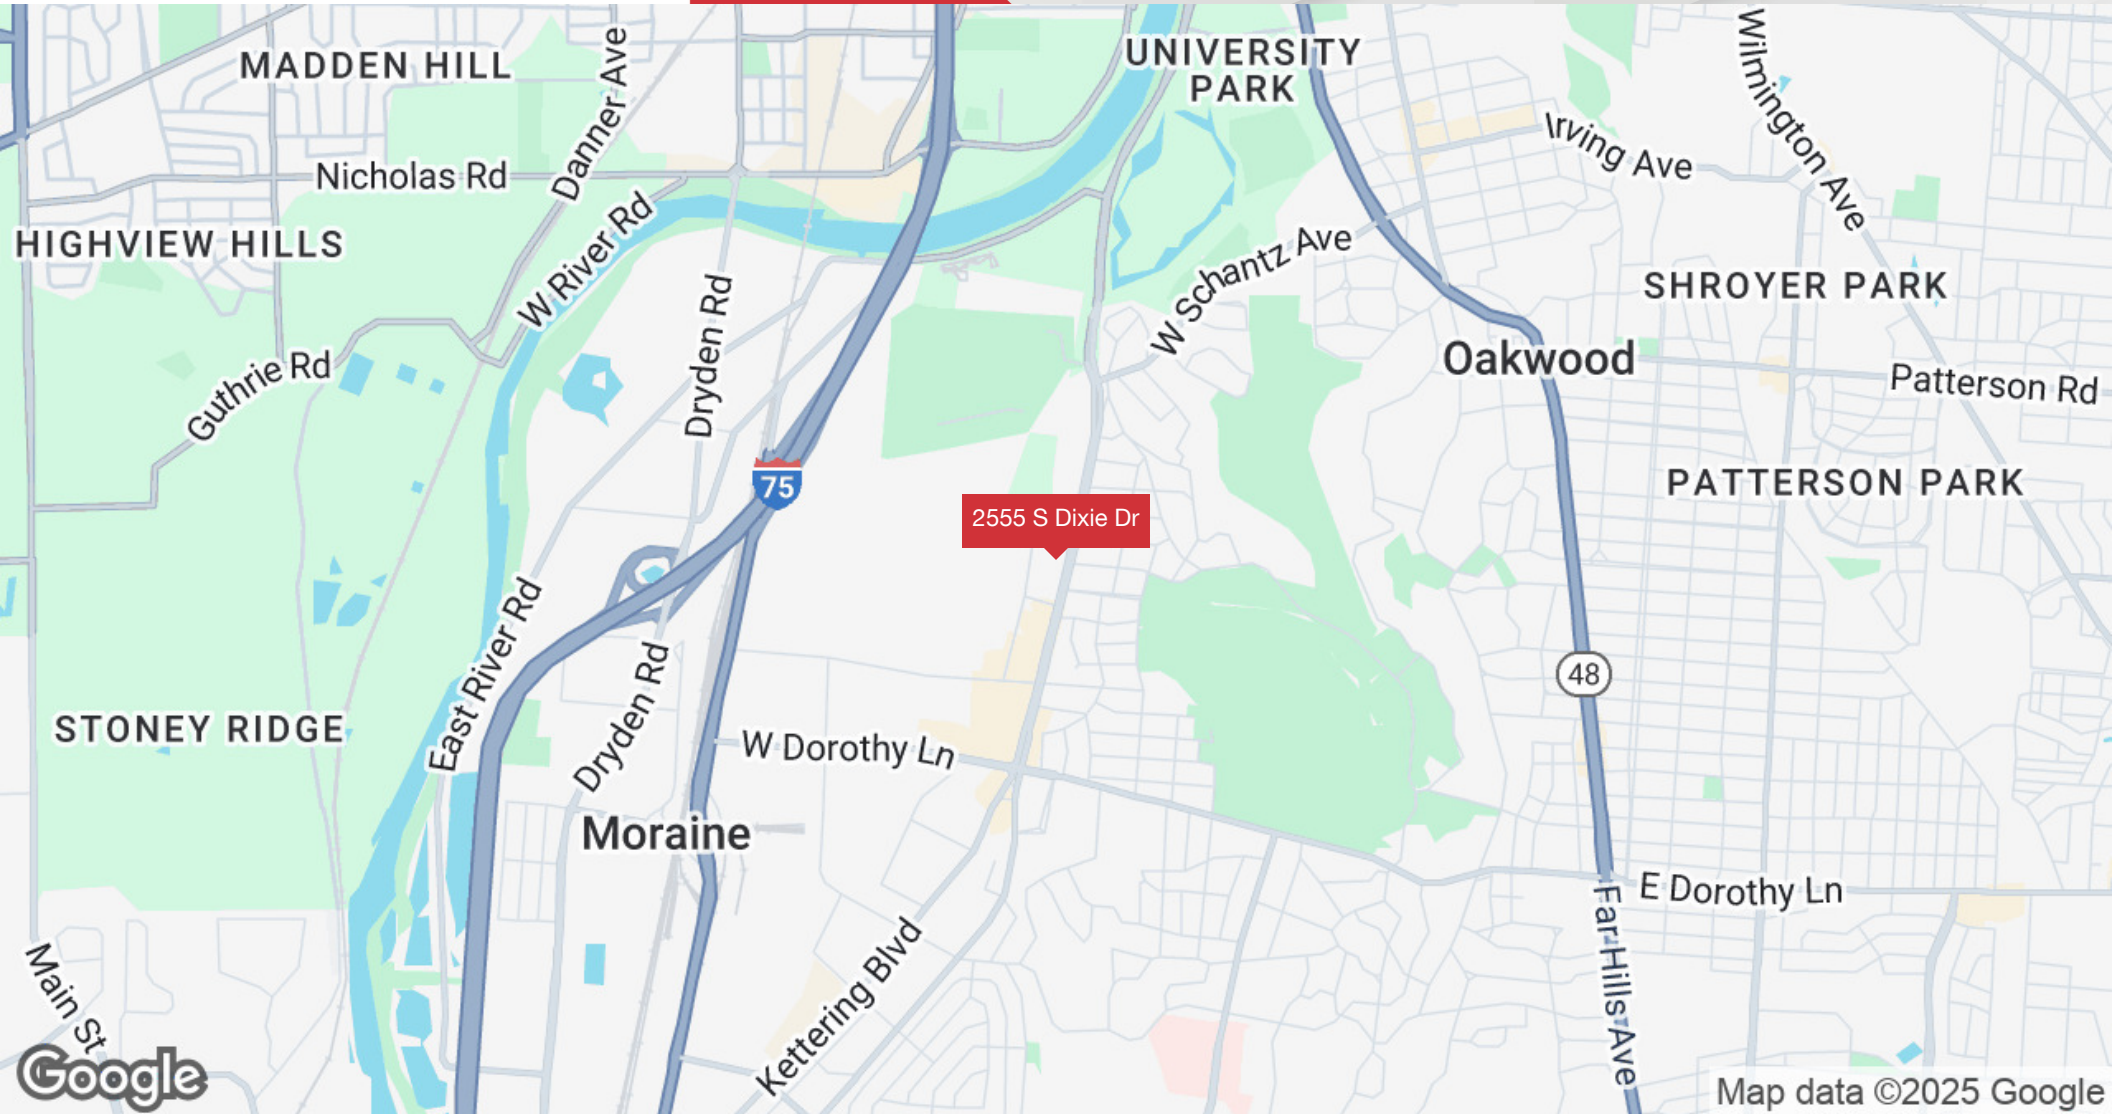 MADDEN HILL
Danner Ave
UNIVERSITY
PARK
Wilmington Ave
Irving Ave
Nicholas Rd
W River Rd
HIGHVIEW HILLS
W Schantz Ave
SHROYER PARK
Dryden Rd
Oakwood
Guthrie Rd
Patterson Rd
75
PATTERSON PARK
2555 S Dixie Dr
East River Rd
Dryden Rd
48
STONEY RIDGE
W Dorothy Ln
Moraine
E Dorothy Ln
Far Hills Ave
Main St
Kettering Blvd
Google
Map data ©2025 Google